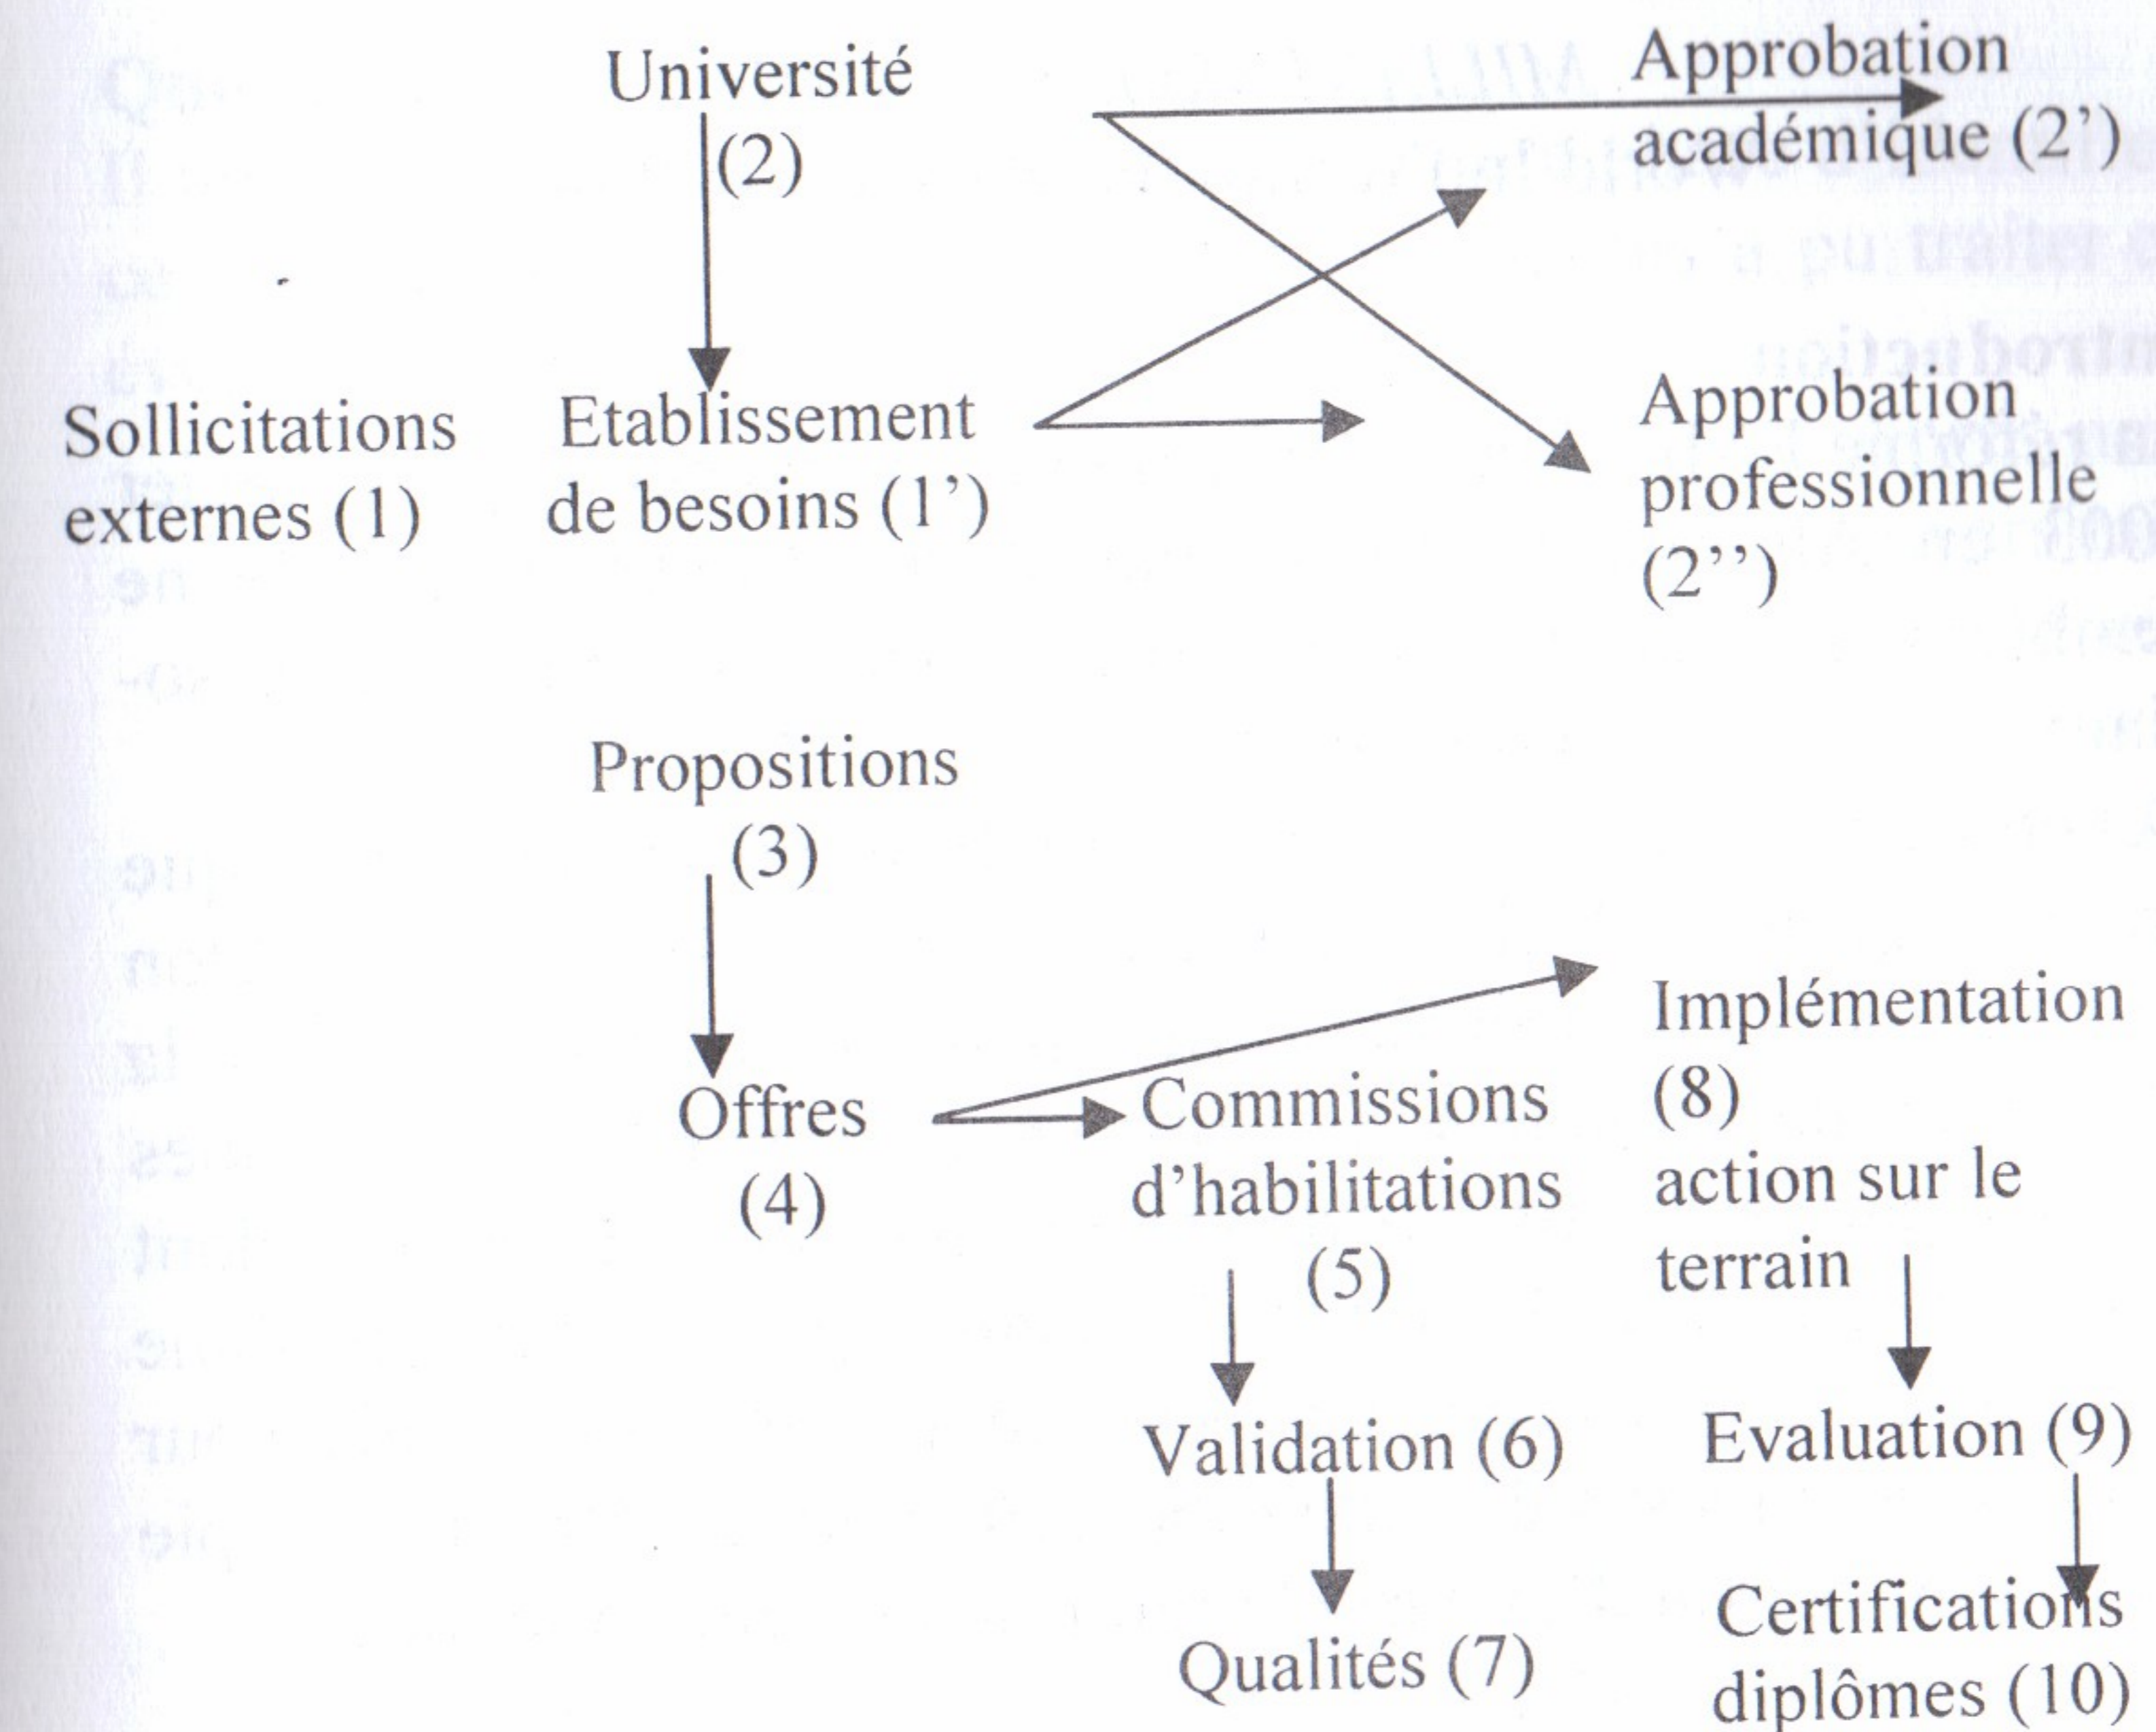 Université
(2)
Approbation
académique (2’)
Sollicitations
externes (1)
Etablissement
de besoins (1’)
Approbation
professionnelle
(2’’)
Propositions
(3)
Offres
(4)
Commissions
d’habilitations
(5)
Implémentation
(8)
action sur le
terrain
Validation (6)
Evaluation (9)
Qualités (7)
Certifications
diplômes (10)